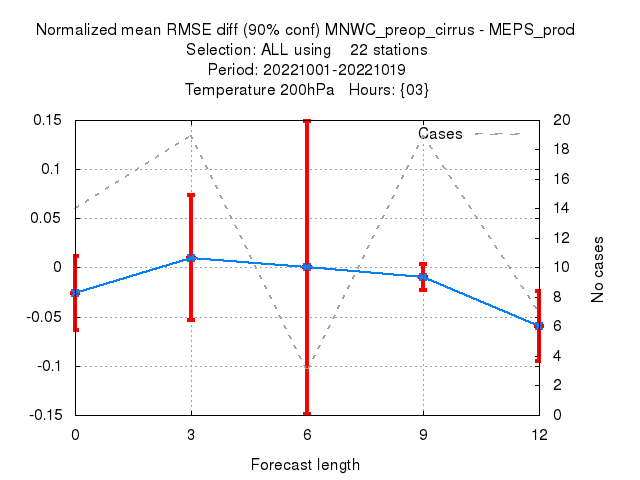 Normalized mean RMSE diff (90% conf) MNWC_preop_cirrus - MEPS_prod
Selection: ALL using 22 stations
Period: 20221001-20221019
Temperature 200hPa Hours: {03}
Cases
0.15
0.1
0.05
0
-0.05
-0.1
-0.15
20
18
16
14
12
10
8
6
4
2
0
No cases
0 3 6 9 12
Forecast length